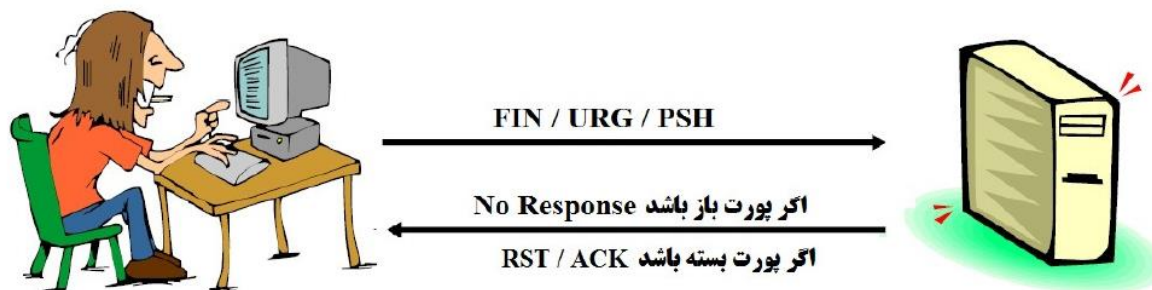 FIN / URG / PSH
اگر پورت باز باشد No Response
اگر پورت بسته باشد RST / ACK